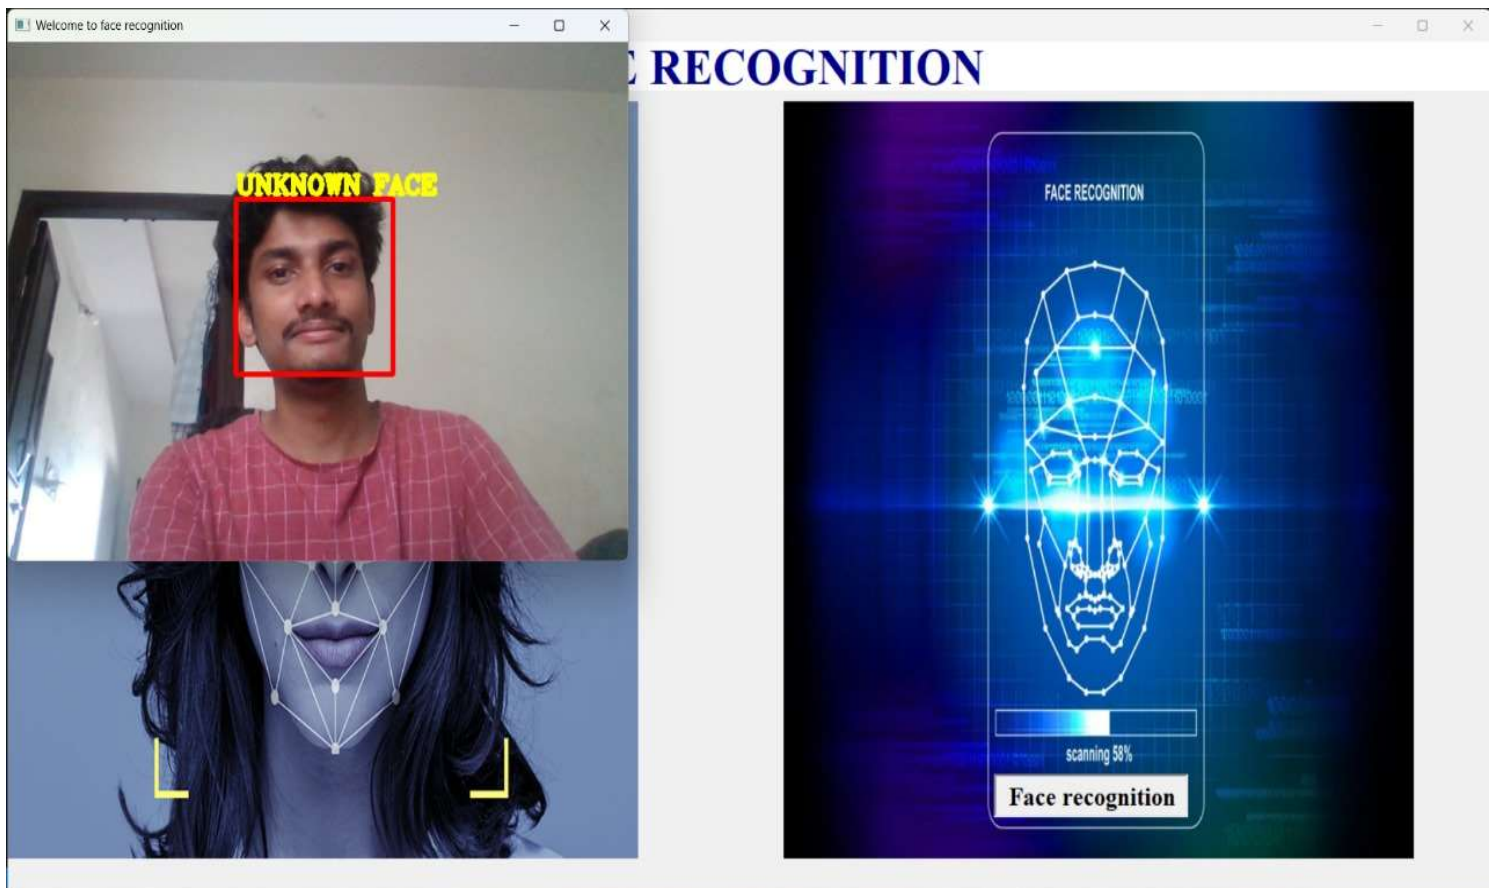 Welcome to face recognition
E RECOGNITION
UNKNOWN FACE
FACE RECOGNITION
scanning 58%
Face recognition